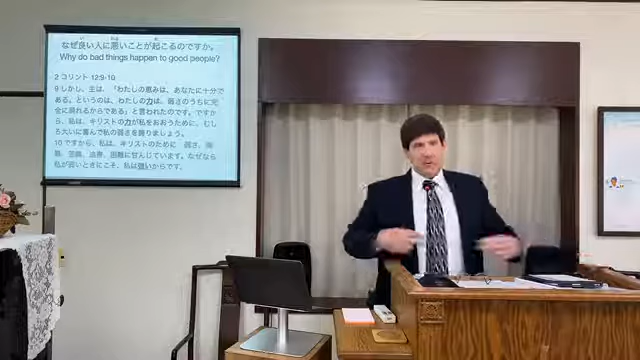 なぜ良い人に悪いことが起こるのですか。
Why do bad things happen to good people?
2 コリント 12:9-10
9 しかし、主は、「わたしの恵みは、あなたに十分で
ある。というのは、わたしの力は、弱さのうちに完
全に現れるからである」と言われたのです。ですか
ら、私は、キリストの力が私をおおうために、むし
ろ大いに喜んで私の弱さを誇りましょう。
10 ですから、私は、キリストのために 弱さ、侮
辱、苦痛、迫害、困難に甘んじています。なぜなら
私が弱いときにこそ、私は強いからです。